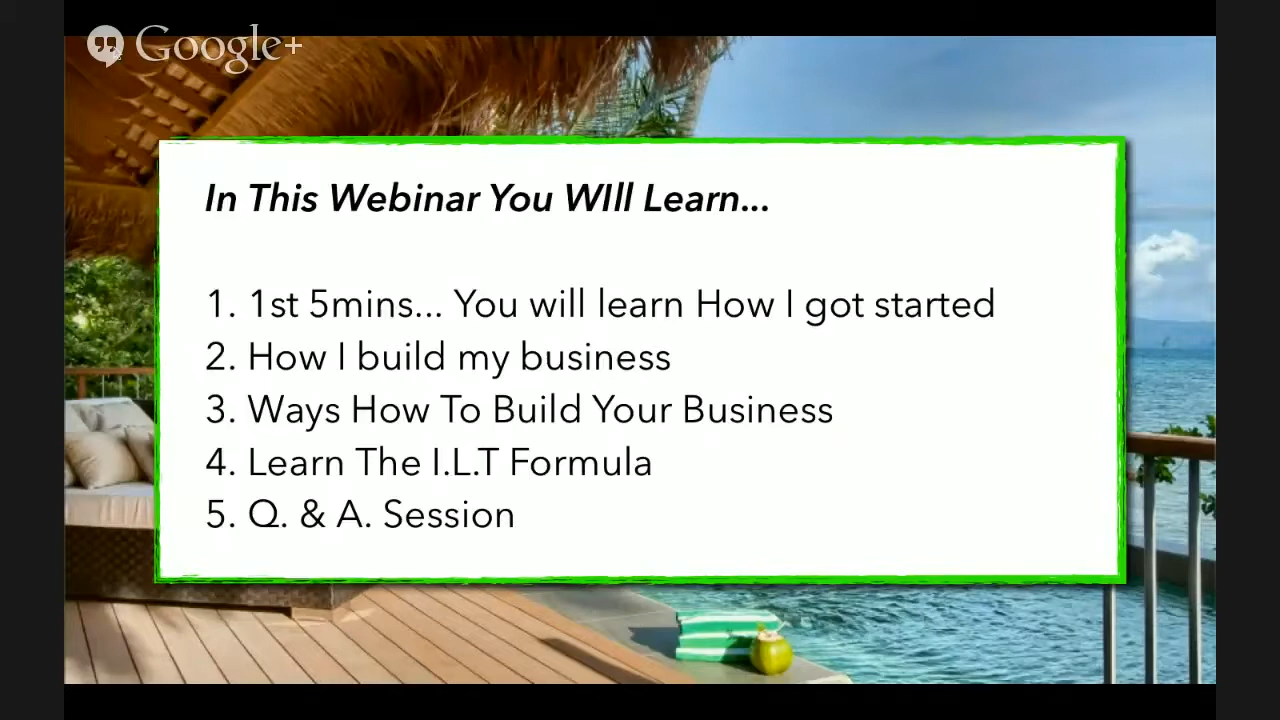 Google+
In This Webinar You WIll Learn...
1. 1st 5mins... You will learn How I got started
2. How I build my business
3. Ways How To Build Your Business
4. Learn The I.L.T Formula
5. Q. & A. Session